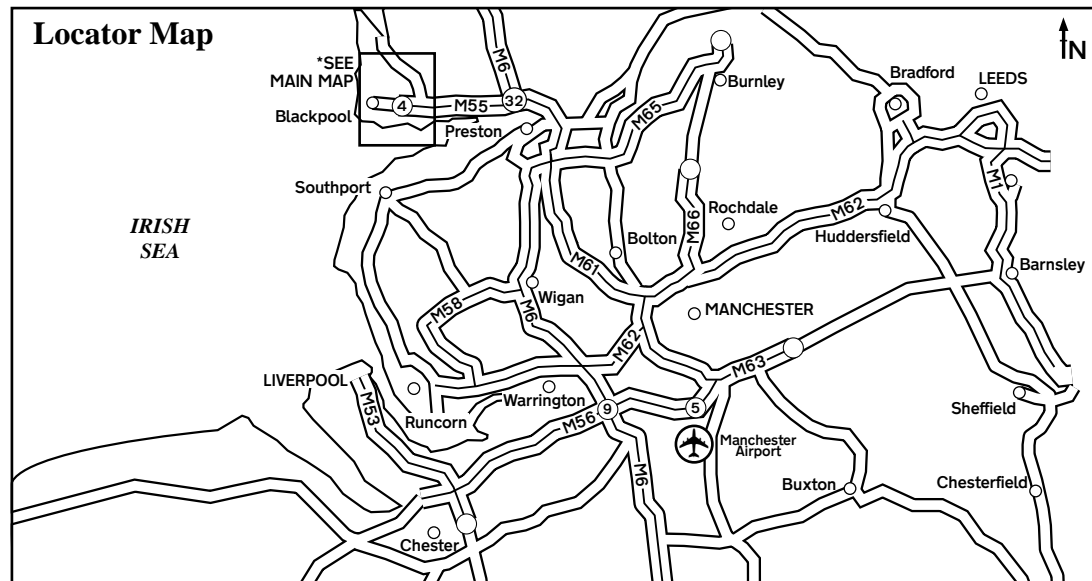 Locator Map
N
*SEE
MAIN MAP
M6
Burnley
Bradford
LEEDS
Blackpool
4
M55
32
Preston
M65
M1
Southport
IRISH
SEA
M66
Rochdale
M62
Huddersfield
Bolton
M61
Barnsley
Wigan
M58
M6
MANCHESTER
M62
M63
LIVERPOOL
M53
Runcorn
Warrington
9
5
M56
Sheffield
Manchester
Airport
M6
Buxton
Chesterfield
Chester